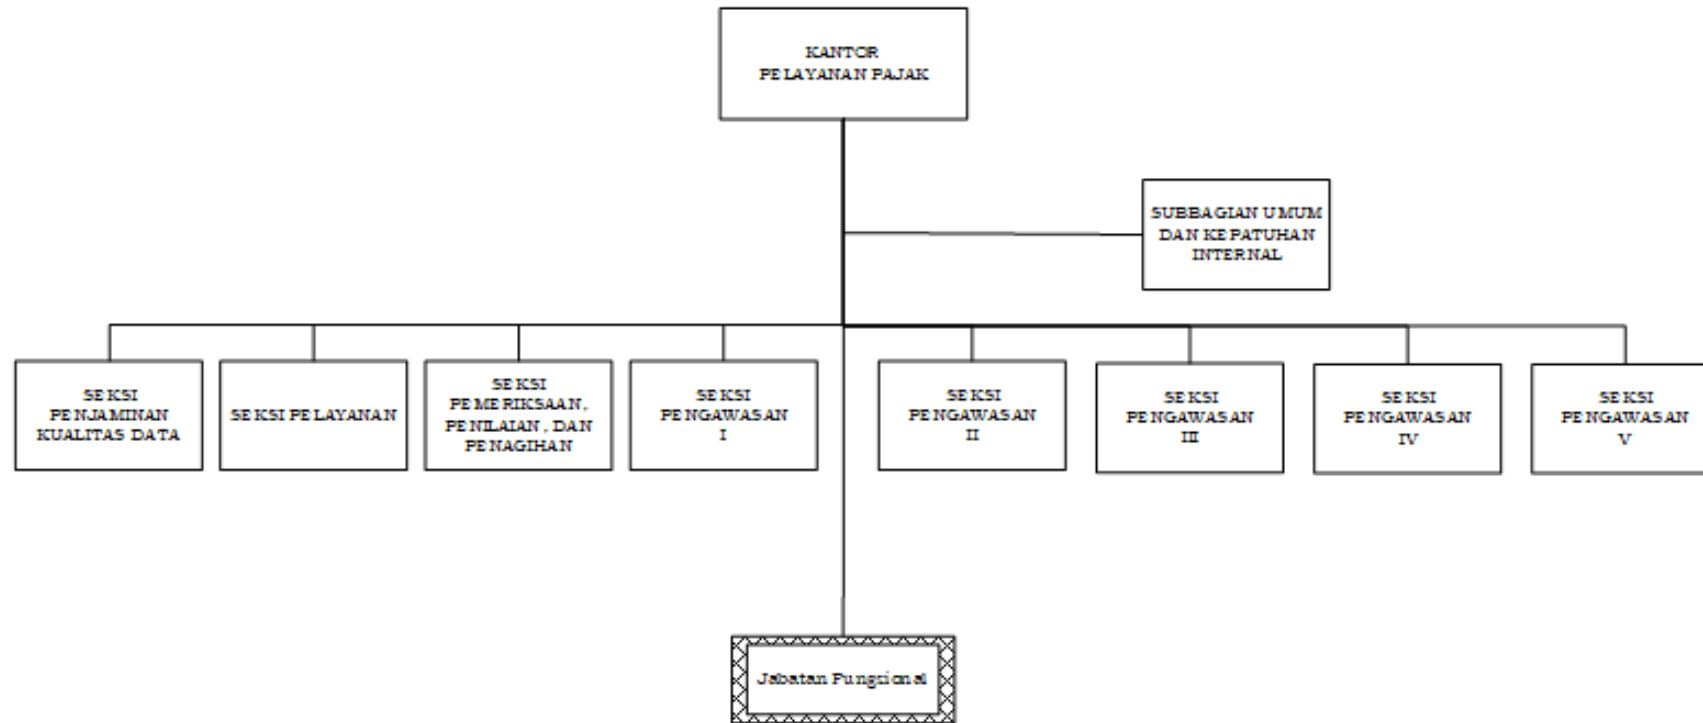 KANTOR
PELAYANAN PAJAK
SUBBAGIAN UMUM
DAN KEPATUHAN
INTERNAL
SEKSI
PENJAMINAN
KUALITAS DATA
SEKSI PELAYANAN
SEKSI
PEMERIKSAAN,
PENILAIAN, DAN
PENAGIHAN
SEKSI
PENGAWASAN
I
SEKSI
PENGAWASAN
II
SEKSI
PENGAWASAN
III
SEKSI
PENGAWASAN
IV
SEKSI
PENGAWASAN
V
Jabatan Fungsional